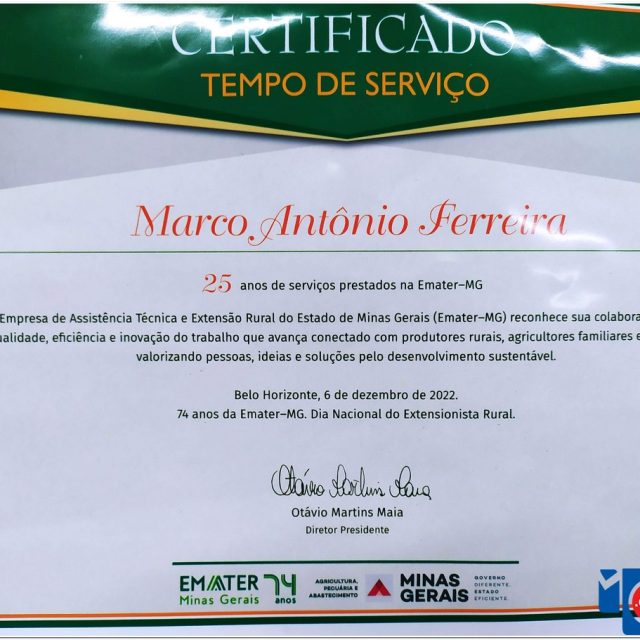 CERTIFICADO
TEMPO DE SERVIÇO
Marco Antônio Ferreira
25 anos de serviços prestados na Emater–MG
Empresa de Assistência Técnica e Extensão Rural do Estado de Minas Gerais (Emater–MG) reconhece sua colabora
ualidade, eficiência e inovação do trabalho que avança conectado com produtores rurais, agricultores familiares e
valorizando pessoas, ideias e soluções pelo desenvolvimento sustentável.
Belo Horizonte, 6 de dezembro de 2022.
74 anos da Emater–MG. Dia Nacional do Extensionista Rural.
Otávio Martins Maia
Otávio Martins Maia
Diretor Presidente
EMATER
Minas Gerais
74
anos
AGRICULTURA,
PECUÁRIA E
ABASTECIMENTO
MINAS
GERAIS
GOVERNO
DIFERENTE.
ESTADO
EFICIENTE.